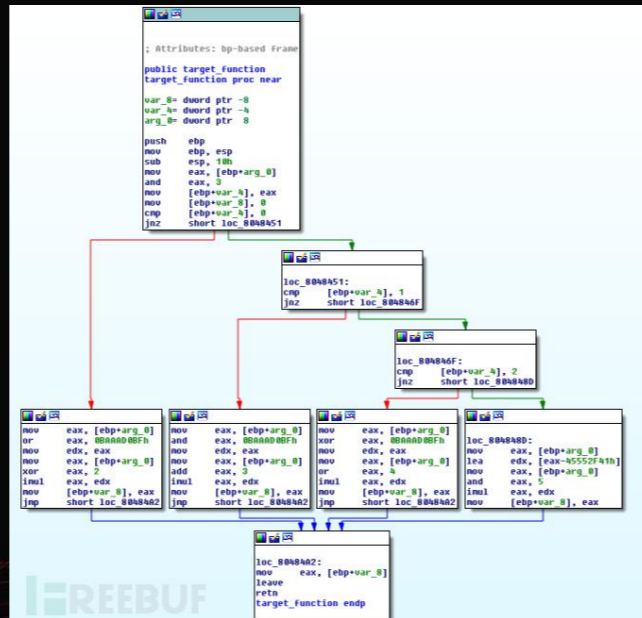 ; Attributes: bp-based frame
public target_function
target_function proc near
var_8= dword ptr -8
var_4= dword ptr -4
arg_0= dword ptr  8
push    ebp
mov     ebp, esp
sub     esp, 10h
mov     eax, [ebp+arg_0]
and     eax, 3
mov     [ebp+var_4], eax
mov     [ebp+var_8], 0
cmp     [ebp+var_4], 0
jnz     short loc_8048451
loc_8048451:
cmp     [ebp+var_4], 1
jnz     short loc_804846F
loc_804846F:
cmp     [ebp+var_4], 2
jnz     short loc_804848D
mov     eax, [ebp+arg_0]
or      eax, 0BAAAD0BFh
mov     edx, eax
mov     eax, [ebp+arg_0]
xor     eax, 2
imul    eax, edx
mov     [ebp+var_8], eax
jmp     short loc_80484A2
mov     eax, [ebp+arg_0]
and     eax, 0BAAAD0BFh
mov     edx, eax
mov     eax, [ebp+arg_0]
add     eax, 3
imul    eax, edx
mov     [ebp+var_8], eax
jmp     short loc_80484A2
mov     eax, [ebp+arg_0]
xor     eax, 0BAAAD0BFh
mov     edx, eax
mov     eax, [ebp+arg_0]
or      eax, 4
imul    eax, edx
mov     [ebp+var_8], eax
jmp     short loc_80484A2
loc_804848D:
mov     eax, [ebp+arg_0]
lea     edx, [eax-45552F41h]
mov     eax, [ebp+arg_0]
and     eax, 5
imul    eax, edx
mov     [ebp+var_8], eax
loc_80484A2:
mov     eax, [ebp+var_8]
leave
retn
target_function endp
FREEBUF